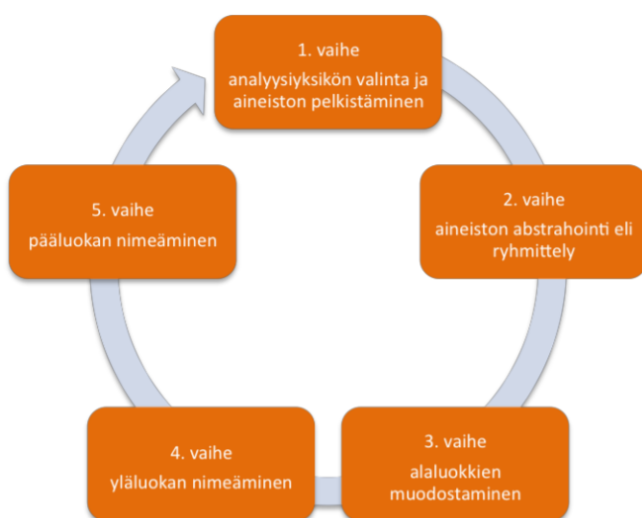 1. vaihe
analyysiyksikön valinta ja
aineiston pelkistäminen
2. vaihe
aineiston abstrahointi eli
ryhmittely
3. vaihe
alaluokkien
muodostaminen
4. vaihe
yläluokan nimeäminen
5. vaihe
pääluokan nimeäminen